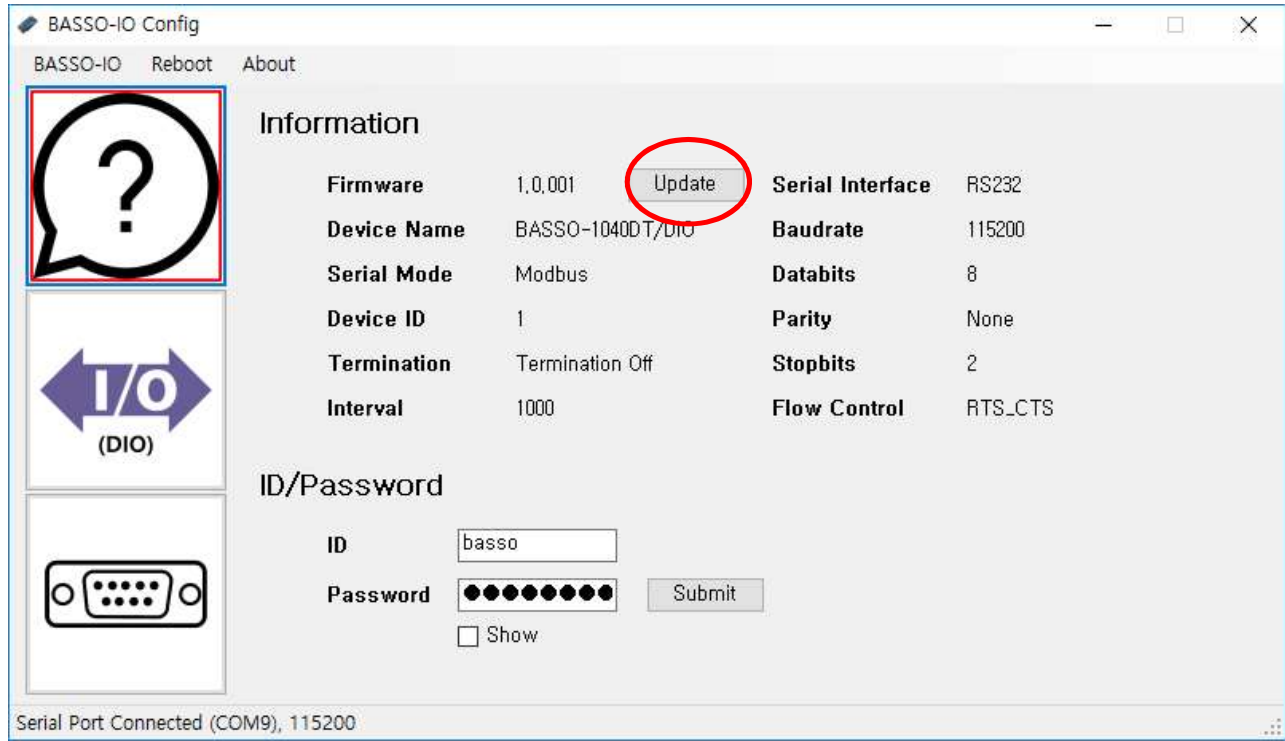 BASSO-IO Config
BASSO-IO Reboot About
?
Information
Firmware 1.0.001 Update Serial Interface RS232
Device Name BASSO-1040DT/DIO Baudrate 115200
Serial Mode Modbus Databits 8
Device ID 1 Parity None
Termination Termination Off Stopbits 2
Interval 1000 Flow Control RTS_CTS
I/O
(DIO)
ID/Password
ID basso
Password ●●●●●●●● Submit
Show
Serial Port Connected (COM9), 115200